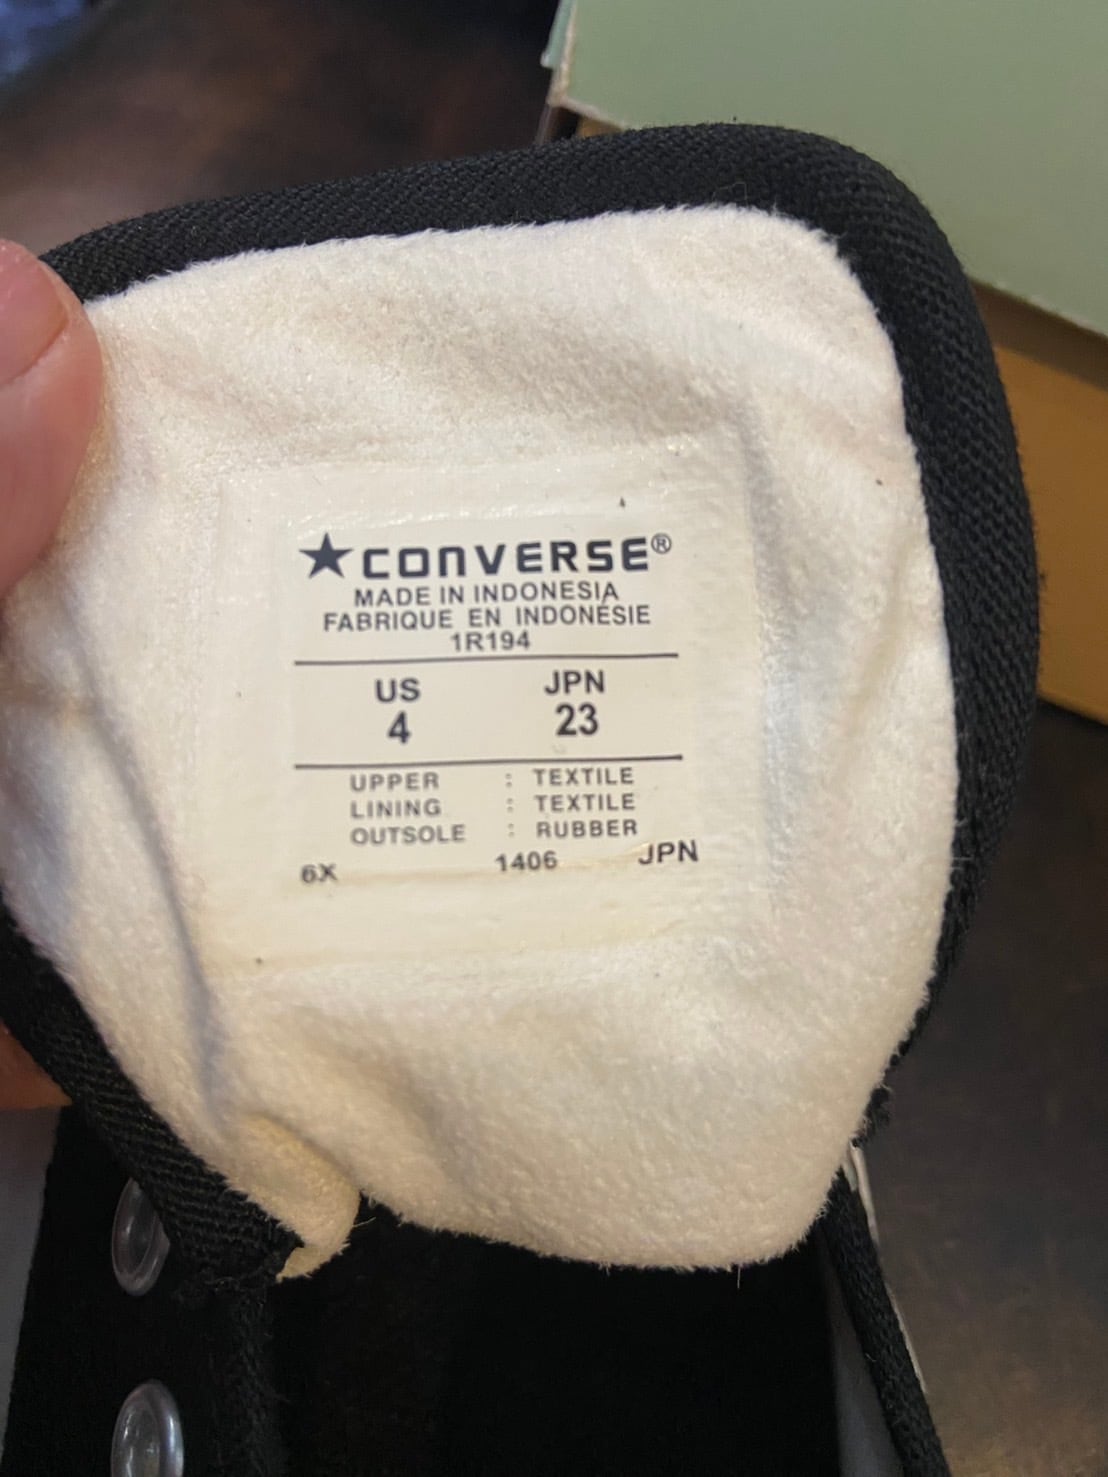 ★CONVERSE®
MADE IN INDONESIA
FABRIQUE EN INDONÉSIE
1R194
US JPN
4 23
UPPER : TEXTILE
LINING : TEXTILE
OUTSOLE : RUBBER
6X 1406 JPN